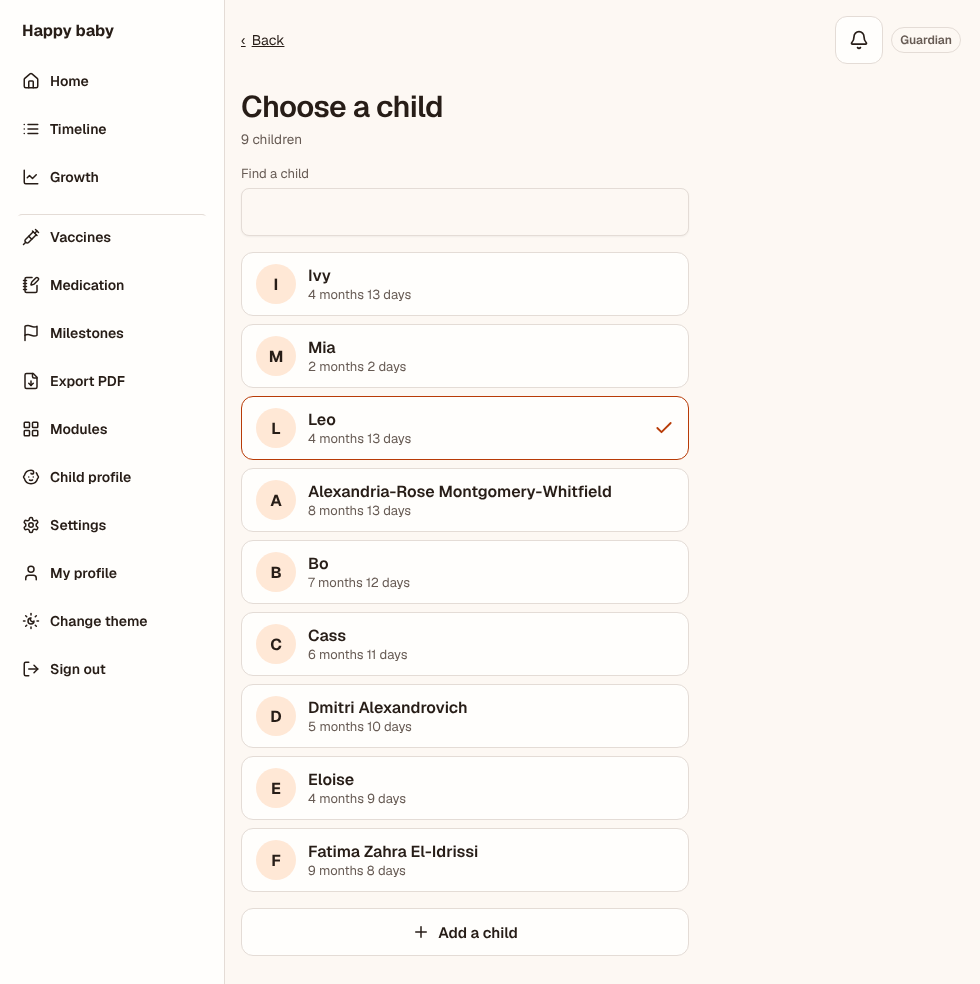 Happy baby
Home
Timeline
Growth
Vaccines
Medication
Milestones
Export PDF
Modules
Child profile
Settings
My profile
Change theme
Sign out
‹ Back
Guardian
Choose a child
9 children
Find a child
I
Ivy
4 months 13 days
M
Mia
2 months 2 days
L
Leo
4 months 13 days
A
Alexandria-Rose Montgomery-Whitfield
8 months 13 days
B
Bo
7 months 12 days
C
Cass
6 months 11 days
D
Dmitri Alexandrovich
5 months 10 days
E
Eloise
4 months 9 days
F
Fatima Zahra El-Idrissi
9 months 8 days
Add a child